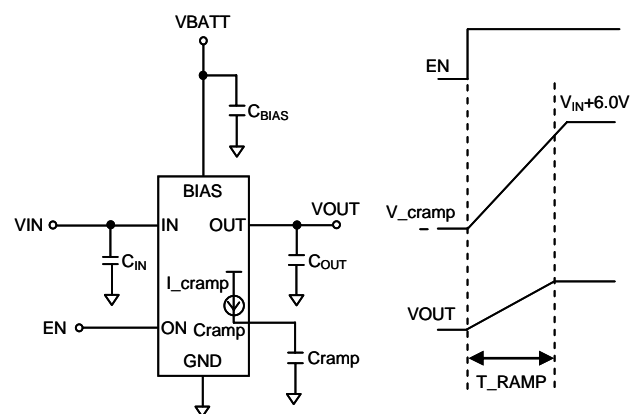 VBATT
CBIAS
BIAS
VIN
IN
OUT
VOUT
CIN
COUT
I_cramp
EN
ON
Cramp
Cramp
GND
EN
VIN+6.0V
V_cramp
VOUT
T_RAMP